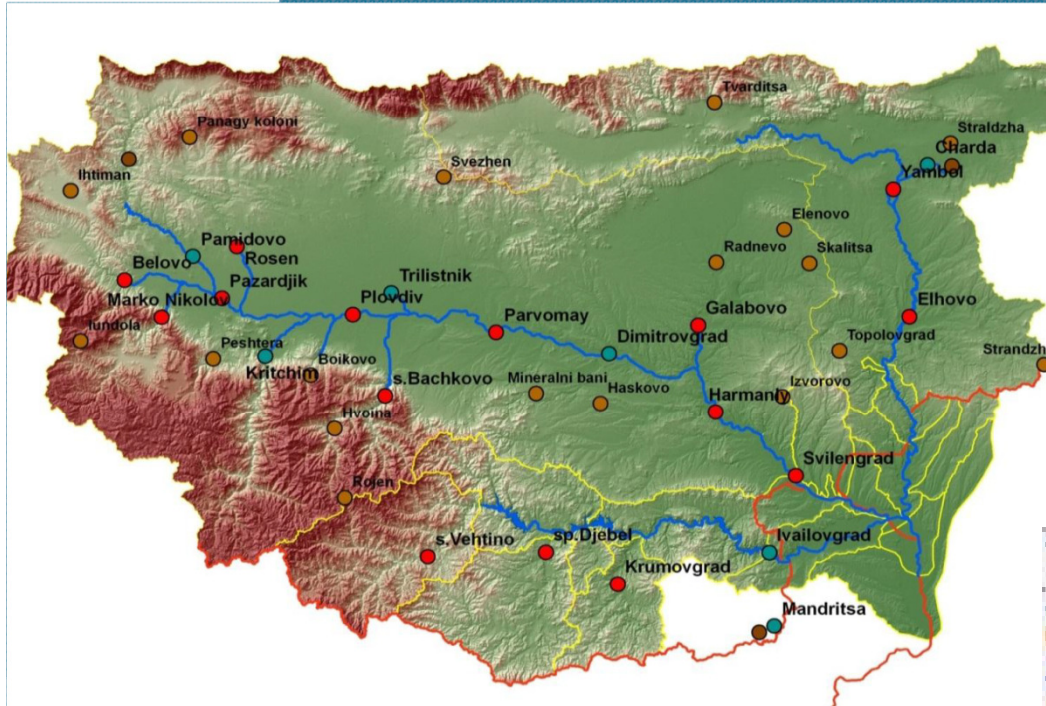 Tvarditsa
Panagy koloni
Straldzha
Charda
Svezhen
Ihtiman
Yambol
Elenovo
Pamidovo
Rosen
Radnevo
Skalitsa
Belovo
Trilistnik
Pazardjik
Marko Nikolov
Plovdiv
Galabovo
Elhovo
Parvomay
Iundola
Dimitrovgrad
Topolovgrad
Peshtera
Boikovo
Strandzh
Kritchim
Mineralni bani
Izvorovo
s.Bachkovo
Haskovo
Harmanly
Hvoina
Svilengrad
Rojen
s.Vehtino
sp.Djebel
Ivailovgrad
Krumovgrad
Mandritsa